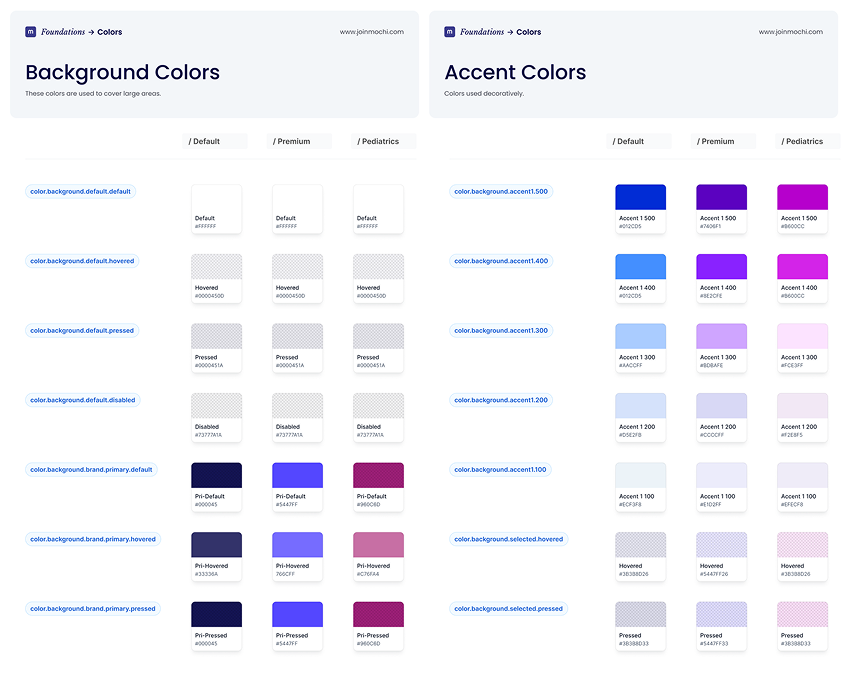 m Foundations → Colors
www.joinmochi.com
Background Colors
These colors are used to cover large areas.
/ Default / Premium / Pediatrics
color.background.default.default
Default Default Default
#FFFFFF #FFFFFF #FFFFFF
color.background.default.hovered
Hovered Hovered Hovered
#0000450D #0000450D #0000450D
color.background.default.pressed
Pressed Pressed Pressed
#0000451A #0000451A #0000451A
color.background.default.disabled
Disabled Disabled Disabled
#73777A1A #73777A1A #73777A1A
color.background.brand.primary.default
Pri-Default Pri-Default Pri-Default
#000045 #5447FF #960C6D
color.background.brand.primary.hovered
Pri-Hovered Pri-Hovered Pri-Hovered
#33336A 766CFF #C76FA4
color.background.brand.primary.pressed
Pri-Pressed Pri-Pressed Pri-Pressed
#000045 #5447FF #960C6D
m Foundations → Colors
www.joinmochi.com
Accent Colors
Colors used decoratively.
/ Default / Premium / Pediatrics
color.background.accent1.500
Accent 1 500 Accent 1 500 Accent 1 500
#012CD5 #7406F1 #B600CC
color.background.accent1.400
Accent 1 400 Accent 1 400 Accent 1 400
#012CD5 #8E2CFE #B600CC
color.background.accent1.300
Accent 1 300 Accent 1 300 Accent 1 300
#AACCFF #BDBAFE #FCE3FF
color.background.accent1.200
Accent 1 200 Accent 1 200 Accent 1 200
#D5E2FB #CCCCFF #F2E8F5
color.background.accent1.100
Accent 1 100 Accent 1 100 Accent 1 100
#ECF3F8 #E1D2FF #EFECF8
color.background.selected.hovered
Hovered Hovered Hovered
#3B3B8D26 #5447FF26 #3B3B8D26
color.background.selected.pressed
Pressed Pressed Pressed
#3B3B8D33 #5447FF33 #3B3B8D33